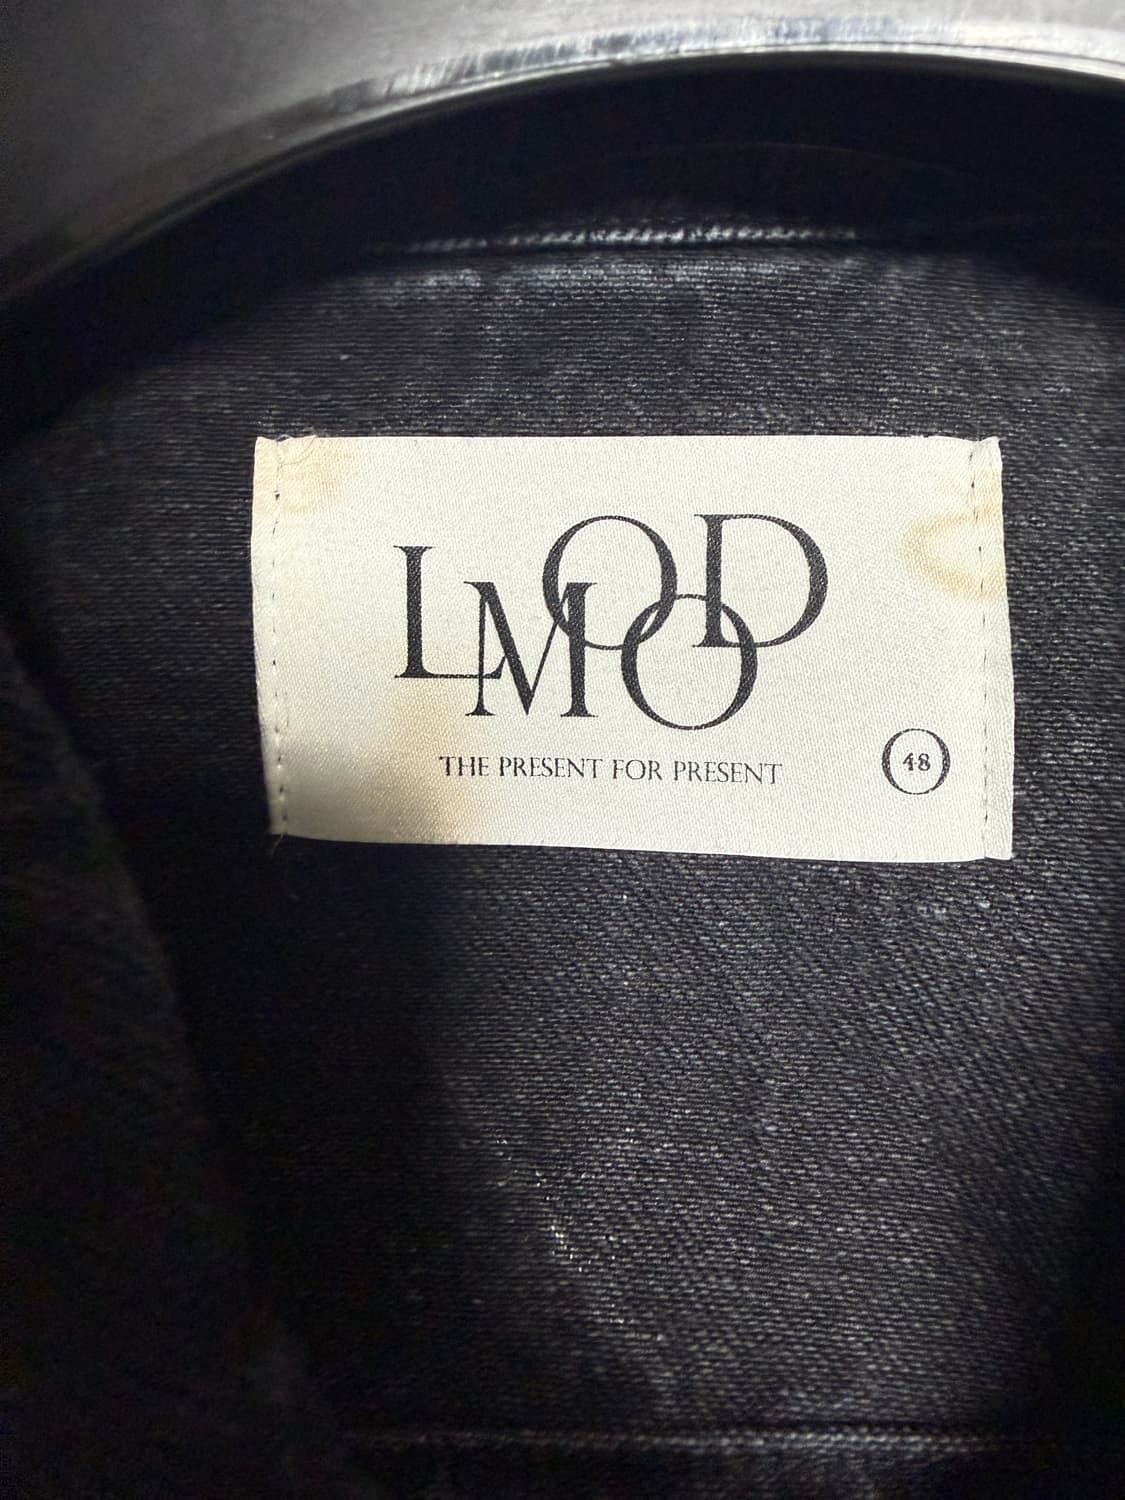 LMOOD
THE PRESENT FOR PRESENT
48